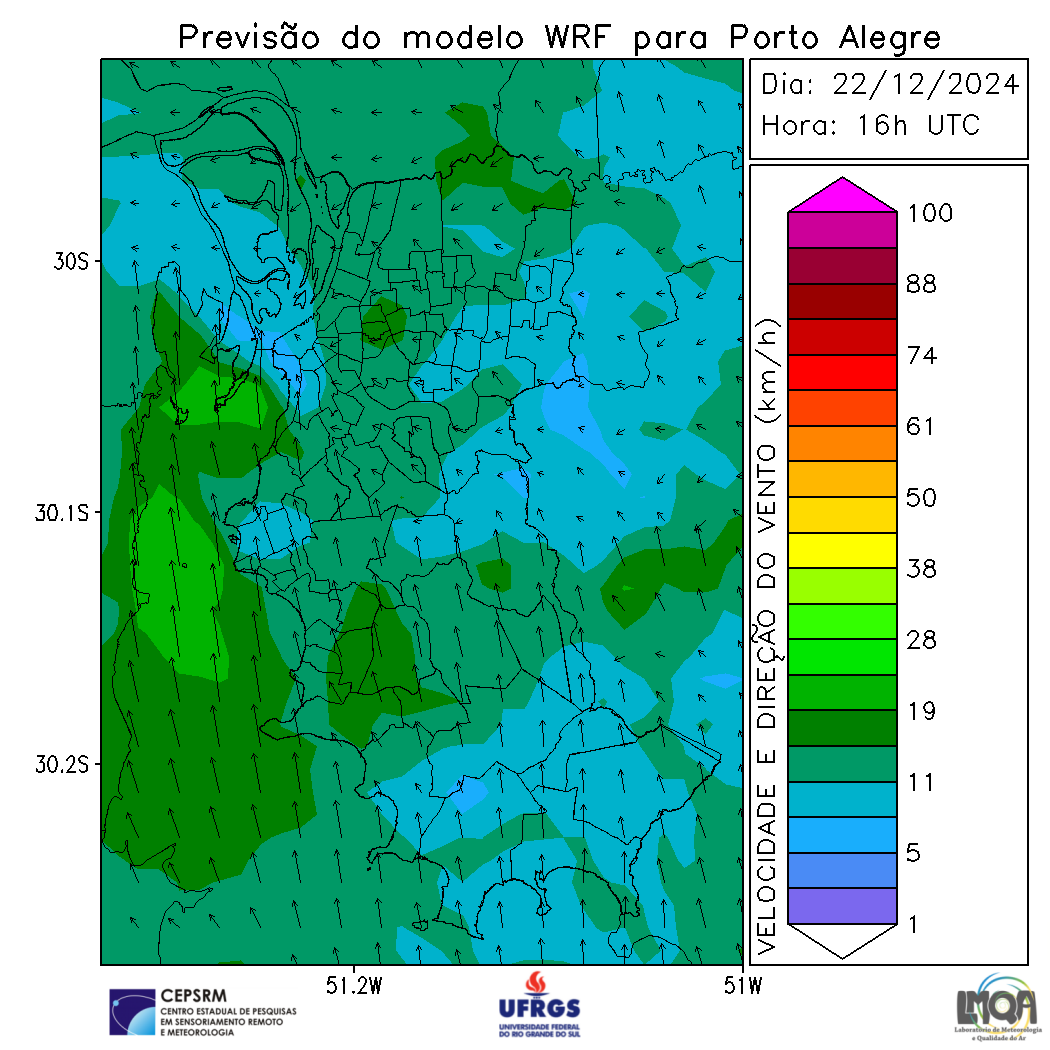 Previsão do modelo WRF para Porto Alegre
Dia: 22/12/2024
Hora: 16h UTC
30S
30.1S
30.2S
51.2W
51W
VELOCIDADE E DIREÇÃO DO VENTO (km/h)
100
88
74
61
50
38
28
19
11
5
1
CEPSRM
CENTRO ESTADUAL DE PESQUISAS
EM SENSORIAMENTO REMOTO
E METEOROLOGIA
UFRGS
UNIVERSIDADE FEDERAL
DO RIO GRANDE DO SUL
LMQA
Laboratório de Meteorologia
e Qualidade do Ar